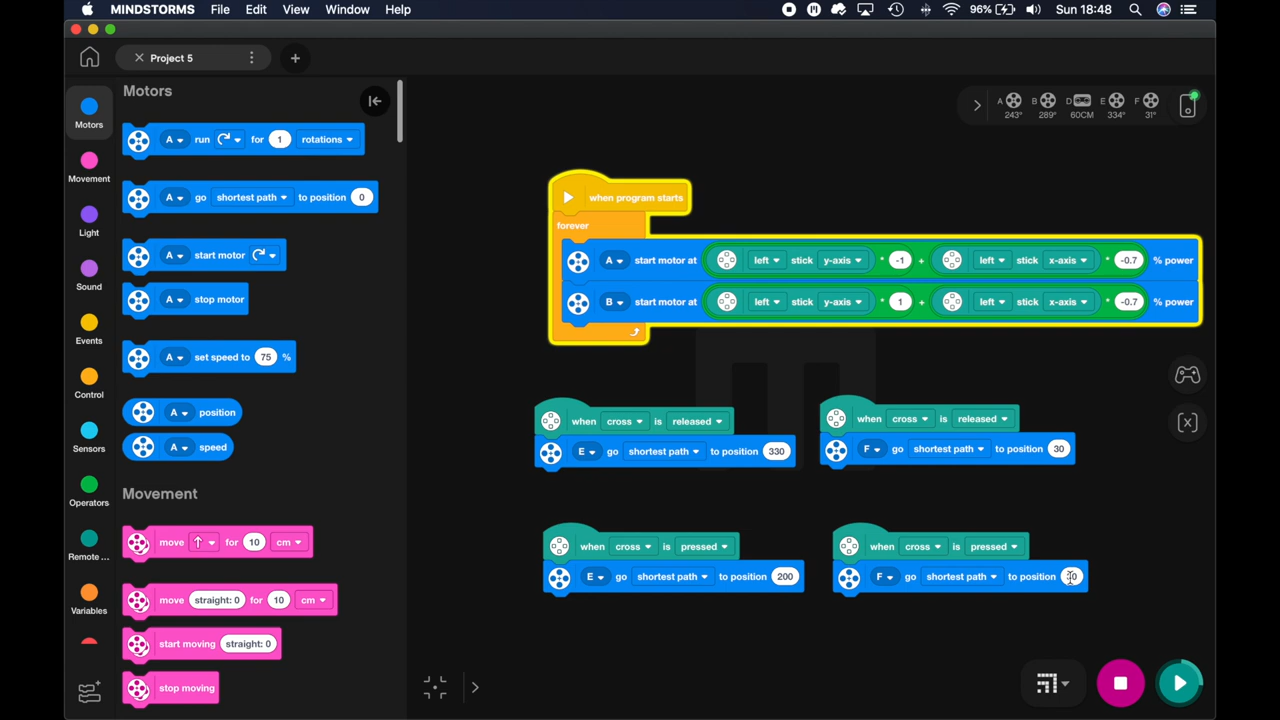 MINDSTORMS File Edit View Window Help 96% Sun 18:48
Project 5
Motors
Movement
Light
Sound
Events
Control
Sensors
Operators
Remote ...
Variables
Motors
A run for 1 rotations
A go shortest path to position 0
A start motor
A stop motor
A set speed to 75 %
A position
A speed
Movement
move for 10 cm
move straight: 0 for 10 cm
start moving straight: 0
stop moving
A B D E F
243° 289° 60CM 334° 31°
when program starts
forever
A start motor at left stick y-axis * -1 + left stick x-axis * -0.7 % power
B start motor at left stick y-axis * 1 + left stick x-axis * -0.7 % power
when cross is released
E go shortest path to position 330
when cross is released
F go shortest path to position 30
when cross is pressed
E go shortest path to position 200
when cross is pressed
F go shortest path to position